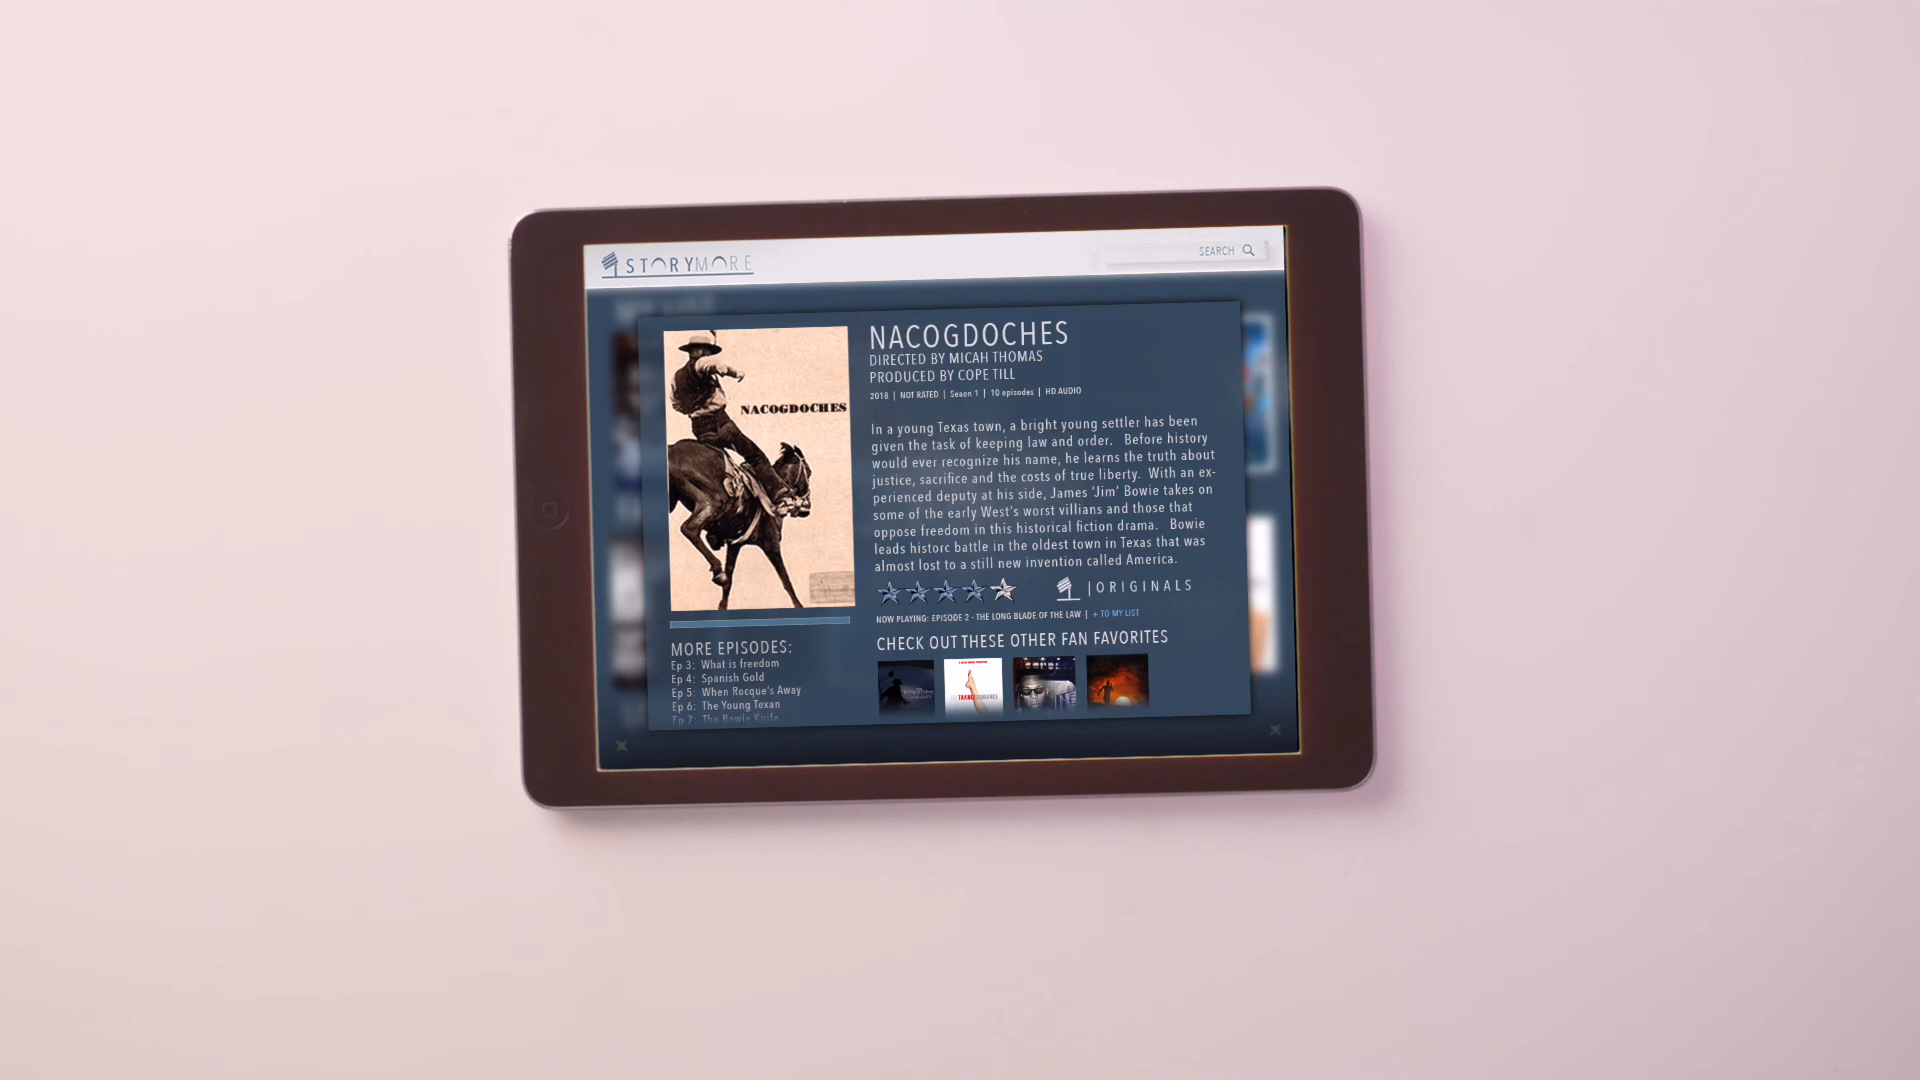 STORYMORE
SEARCH
NACOGDOCHES
NACOGDOCHES
DIRECTED BY MICAH THOMAS
PRODUCED BY COPE TILL
2018 | NOT RATED | Seaon 1 | 10 episodes | HD AUDIO
In a young Texas town, a bright young settler has been
given the task of keeping law and order. Before history
would ever recognize his name, he learns the truth about
justice, sacrifice and the costs of true liberty. With an ex-
perienced deputy at his side, James 'Jim' Bowie takes on
some of the early West's worst villians and those that
oppose freedom in this historical fiction drama. Bowie
leads historc battle in the oldest town in Texas that was
almost lost to a still new invention called America.
| ORIGINALS
NOW PLAYING: EPISODE 2 - THE LONG BLADE OF THE LAW | + TO MY LIST
MORE EPISODES:
Ep 3: What is freedom
Ep 4: Spanish Gold
Ep 5: When Rocque's Away
Ep 6: The Young Texan
Ep 7: The Bowie Knife
CHECK OUT THESE OTHER FAN FAVORITES